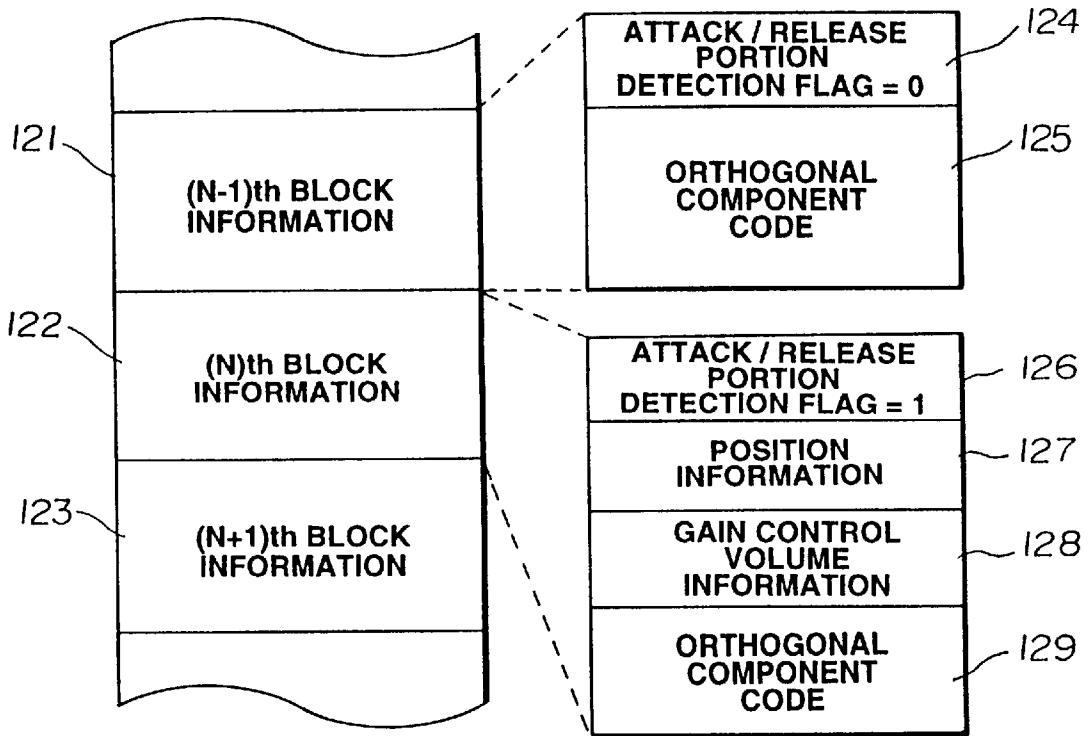 121
(N-1)th BLOCK
INFORMATION
122
(N)th BLOCK
INFORMATION
123
(N+1)th BLOCK
INFORMATION
ATTACK / RELEASE
PORTION
DETECTION FLAG = 0
124
ORTHOGONAL
COMPONENT
CODE
125
ATTACK / RELEASE
PORTION
DETECTION FLAG = 1
126
POSITION
INFORMATION
127
GAIN CONTROL
VOLUME
INFORMATION
128
ORTHOGONAL
COMPONENT
CODE
129